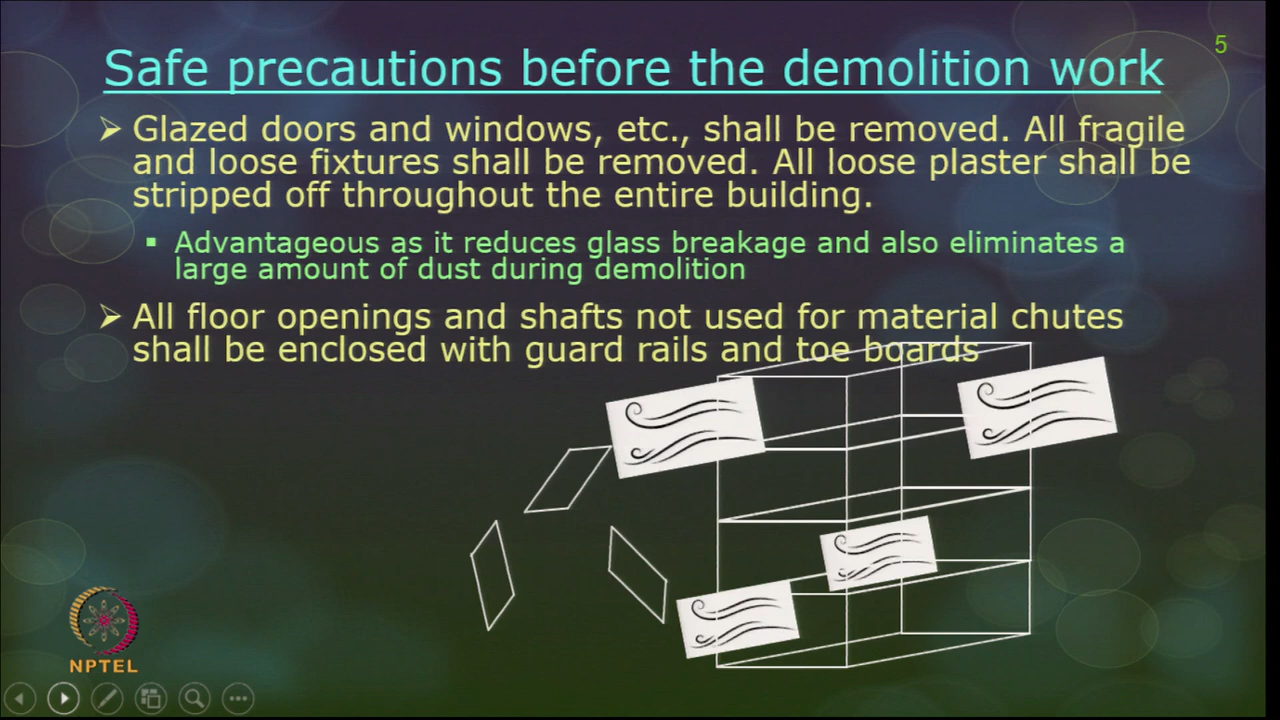 5
Safe precautions before the demolition work
Glazed doors and windows, etc., shall be removed. All fragile
and loose fixtures shall be removed. All loose plaster shall be
stripped off throughout the entire building.
Advantageous as it reduces glass breakage and also eliminates a
large amount of dust during demolition
All floor openings and shafts not used for material chutes
shall be enclosed with guard rails and toe boards
NPTEL